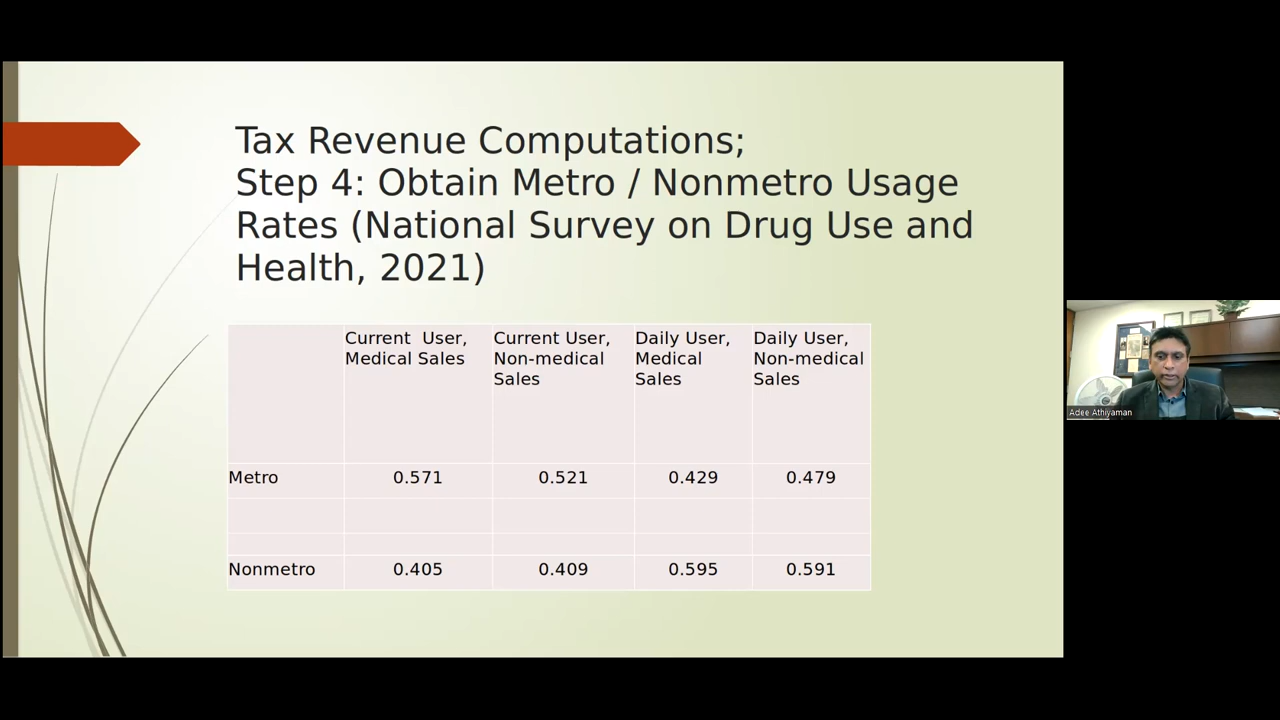 Tax Revenue Computations;
Step 4: Obtain Metro / Nonmetro Usage
Rates (National Survey on Drug Use and
Health, 2021)
Current User, Medical Sales
Current User, Non-medical Sales
Daily User, Medical Sales
Daily User, Non-medical Sales
Metro 0.571 0.521 0.429 0.479
Nonmetro 0.405 0.409 0.595 0.591
Adee Athiyaman